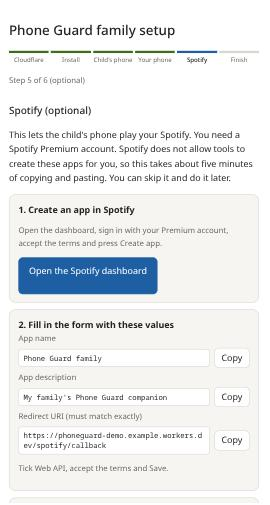 Phone Guard family setup
Cloudflare Install Child's phone Your phone Spotify Finish
Step 5 of 6 (optional)
Spotify (optional)
This lets the child's phone play your Spotify. You need a
Spotify Premium account. Spotify does not allow tools to
create these apps for you, so this takes about five minutes
of copying and pasting. You can skip it and do it later.
1. Create an app in Spotify
Open the dashboard, sign in with your Premium account,
accept the terms and press Create app.
Open the Spotify dashboard
2. Fill in the form with these values
App name
Phone Guard family Copy
App description
My family's Phone Guard companion Copy
Redirect URI (must match exactly)
https://phoneguard-demo.example.workers.d
ev/spotify/callback Copy
Tick Web API, accept the terms and Save.